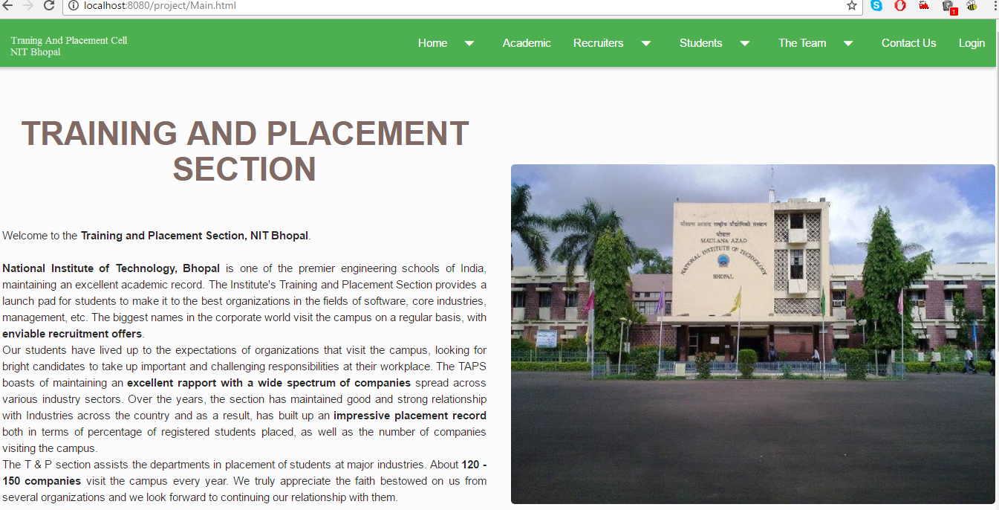 localhost:8080/project/Main.html
1
Traning And Placement Cell
NIT Bhopal
Home
Academic
Recruiters
Students
The Team
Contact Us
Login
TRAINING AND PLACEMENT
SECTION
Welcome to the Training and Placement Section, NIT Bhopal.
National Institute of Technology, Bhopal is one of the premier engineering schools of India,
maintaining an excellent academic record. The Institute's Training and Placement Section provides a
launch pad for students to make it to the best organizations in the fields of software, core industries,
management, etc. The biggest names in the corporate world visit the campus on a regular basis, with
enviable recruitment offers.
Our students have lived up to the expectations of organizations that visit the campus, looking for
bright candidates to take up important and challenging responsibilities at their workplace. The TAPS
boasts of maintaining an excellent rapport with a wide spectrum of companies spread across
various industry sectors. Over the years, the section has maintained good and strong relationship
with Industries across the country and as a result, has built up an impressive placement record
both in terms of percentage of registered students placed, as well as the number of companies
visiting the campus.
The T & P section assists the departments in placement of students at major industries. About 120 -
150 companies visit the campus every year. We truly appreciate the faith bestowed on us from
several organizations and we look forward to continuing our relationship with them.
मौलाना आजाद राष्ट्रीय प्रौद्योगिकी संस्थान
भोपाल
MAULANA AZAD
NATIONAL INSTITUTE OF TECHNOLOGY
BHOPAL